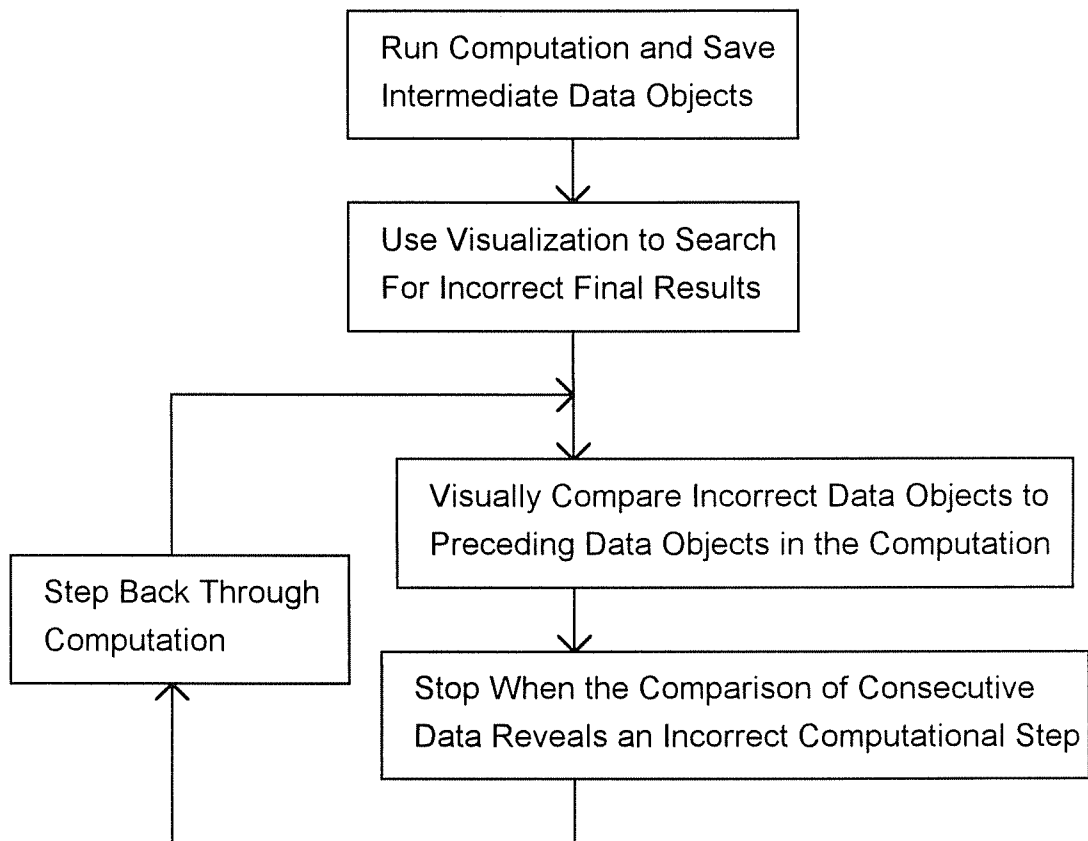 Run Computation and Save
Intermediate Data Objects
Use Visualization to Search
For Incorrect Final Results
Visually Compare Incorrect Data Objects to
Preceding Data Objects in the Computation
Step Back Through
Computation
Stop When the Comparison of Consecutive
Data Reveals an Incorrect Computational Step